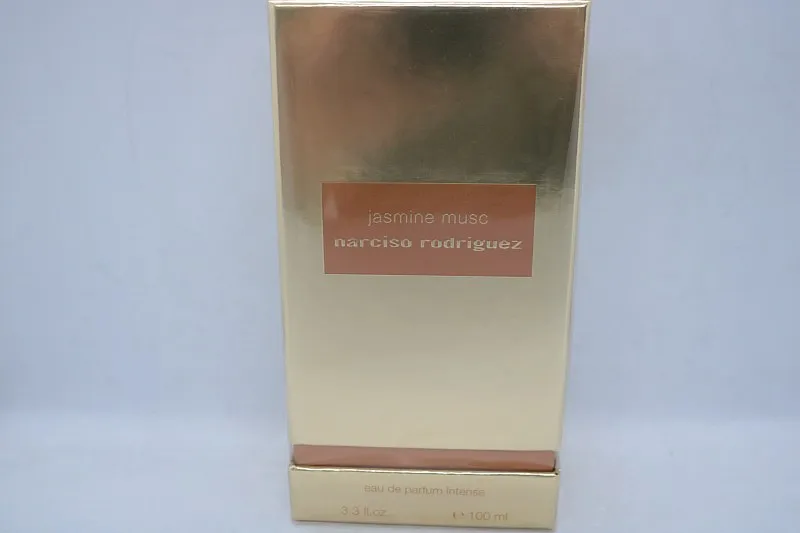 jasmine musc
narciso rodriguez
eau de parfum intense
3.3 fl.oz. ℮ 100 ml